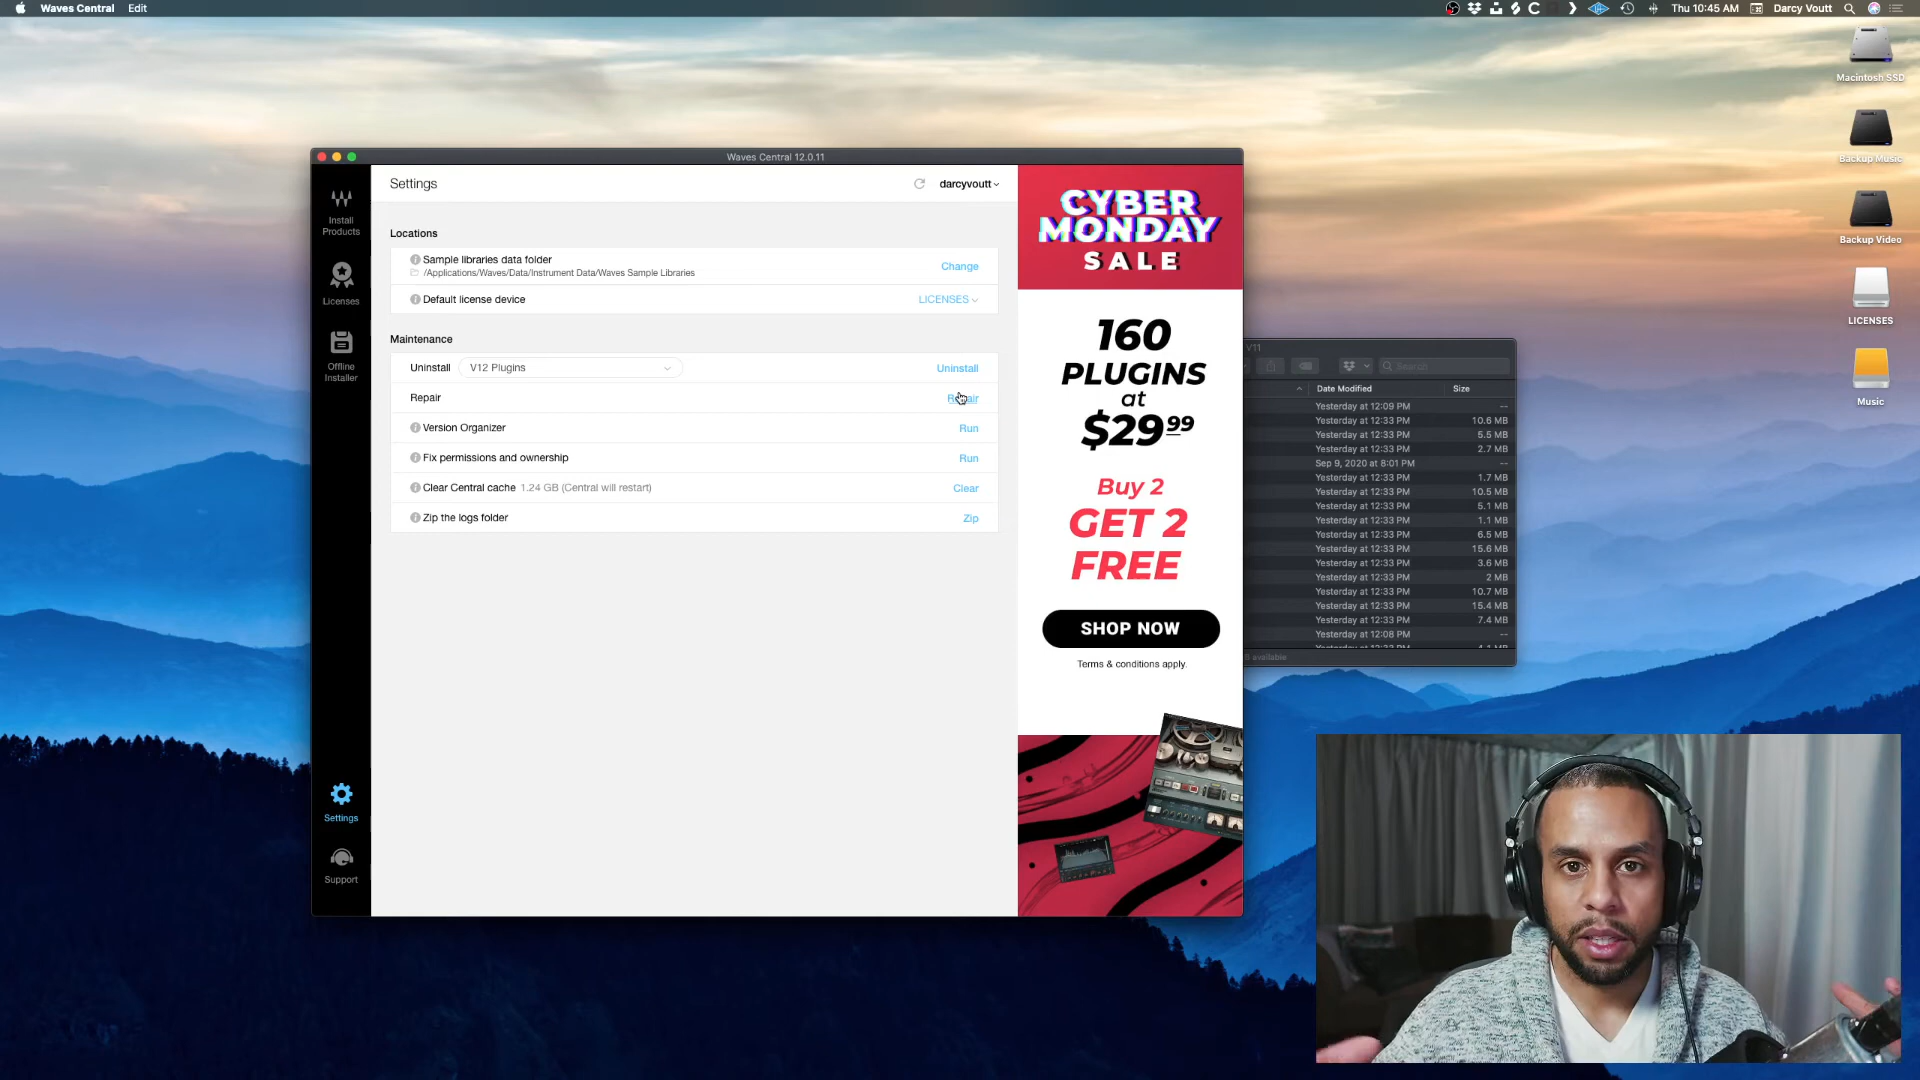 Waves Central Edit
Thu 10:45 AM Darcy Voutt
Macintosh SSD
Backup Music
Backup Video
LICENSES
Music
Waves Central 12.0.11
Install
Products
Licenses
Offline
Installer
Settings
Support
Settings
darcyvoutt
Locations
Sample libraries data folder
/Applications/Waves/Data/Instrument Data/Waves Sample Libraries
Change
Default license device LICENSES
Maintenance
Uninstall V12 Plugins Uninstall
Repair Repair
Version Organizer Run
Fix permissions and ownership Run
Clear Central cache 1.24 GB (Central will restart) Clear
Zip the logs folder Zip
CYBER
MONDAY
SALE
160
PLUGINS
at
$29.99
Buy 2
GET 2
FREE
SHOP NOW
Terms & conditions apply.
V11
Search
Date Modified Size
Yesterday at 12:09 PM --
Yesterday at 12:33 PM 10.6 MB
Yesterday at 12:33 PM 5.5 MB
Yesterday at 12:33 PM 2.7 MB
Sep 9, 2020 at 8:01 PM --
Yesterday at 12:33 PM 1.7 MB
Yesterday at 12:33 PM 10.5 MB
Yesterday at 12:33 PM 5.1 MB
Yesterday at 12:33 PM 1.1 MB
Yesterday at 12:33 PM 6.5 MB
Yesterday at 12:33 PM 15.6 MB
Yesterday at 12:33 PM 3.6 MB
Yesterday at 12:33 PM 2 MB
Yesterday at 12:33 PM 10.7 MB
Yesterday at 12:33 PM 15.4 MB
Yesterday at 12:33 PM 7.4 MB
Yesterday at 12:08 PM --
available